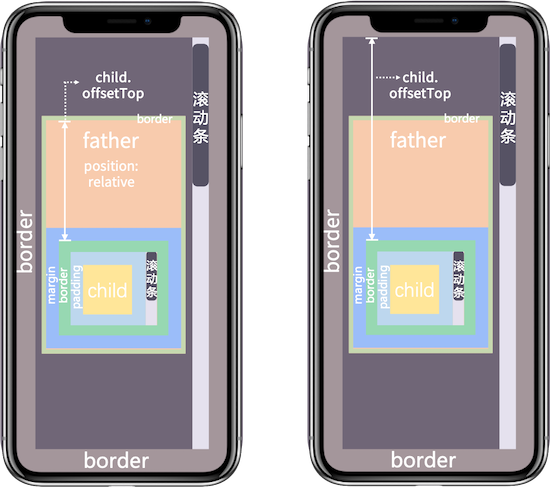 child.
offsetTop
border
father
position:
relative
滚动条
border
margin
border
padding
child
滚动条
border
child.
offsetTop
border
father
滚动条
border
margin
border
padding
child
滚动条
border